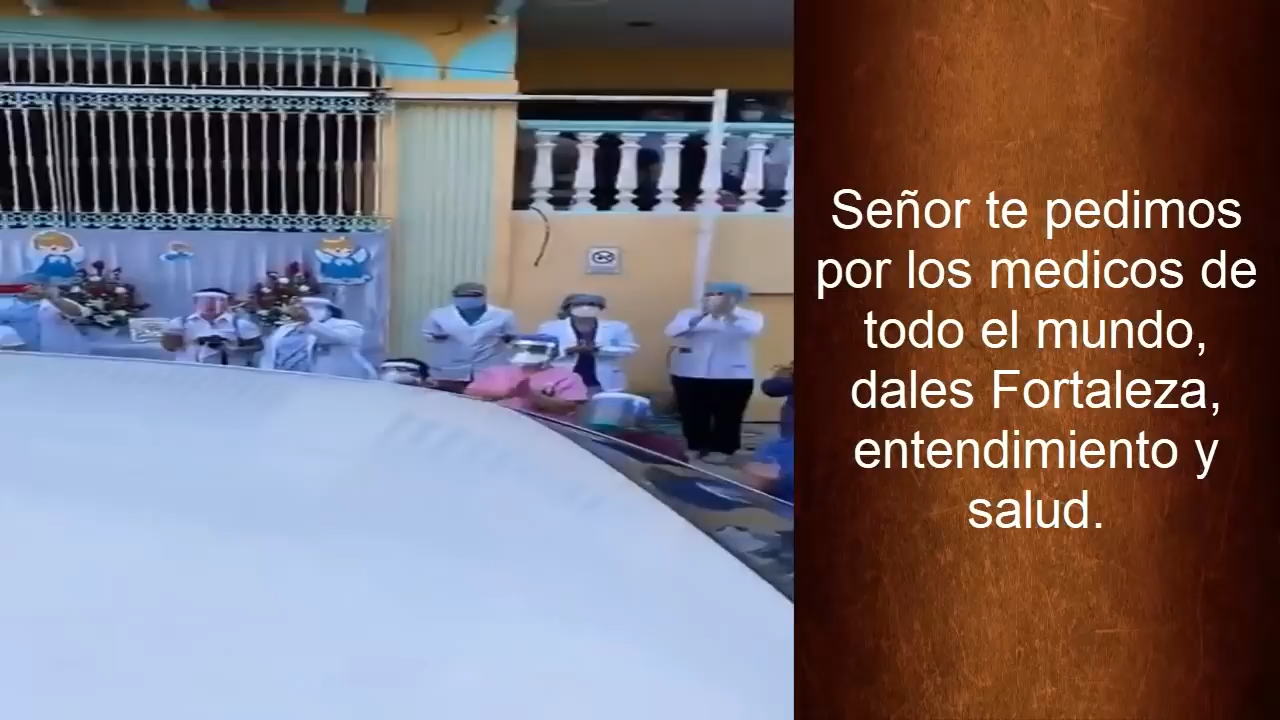 Señor te pedimos
por los medicos de
todo el mundo,
dales Fortaleza,
entendimiento y
salud.